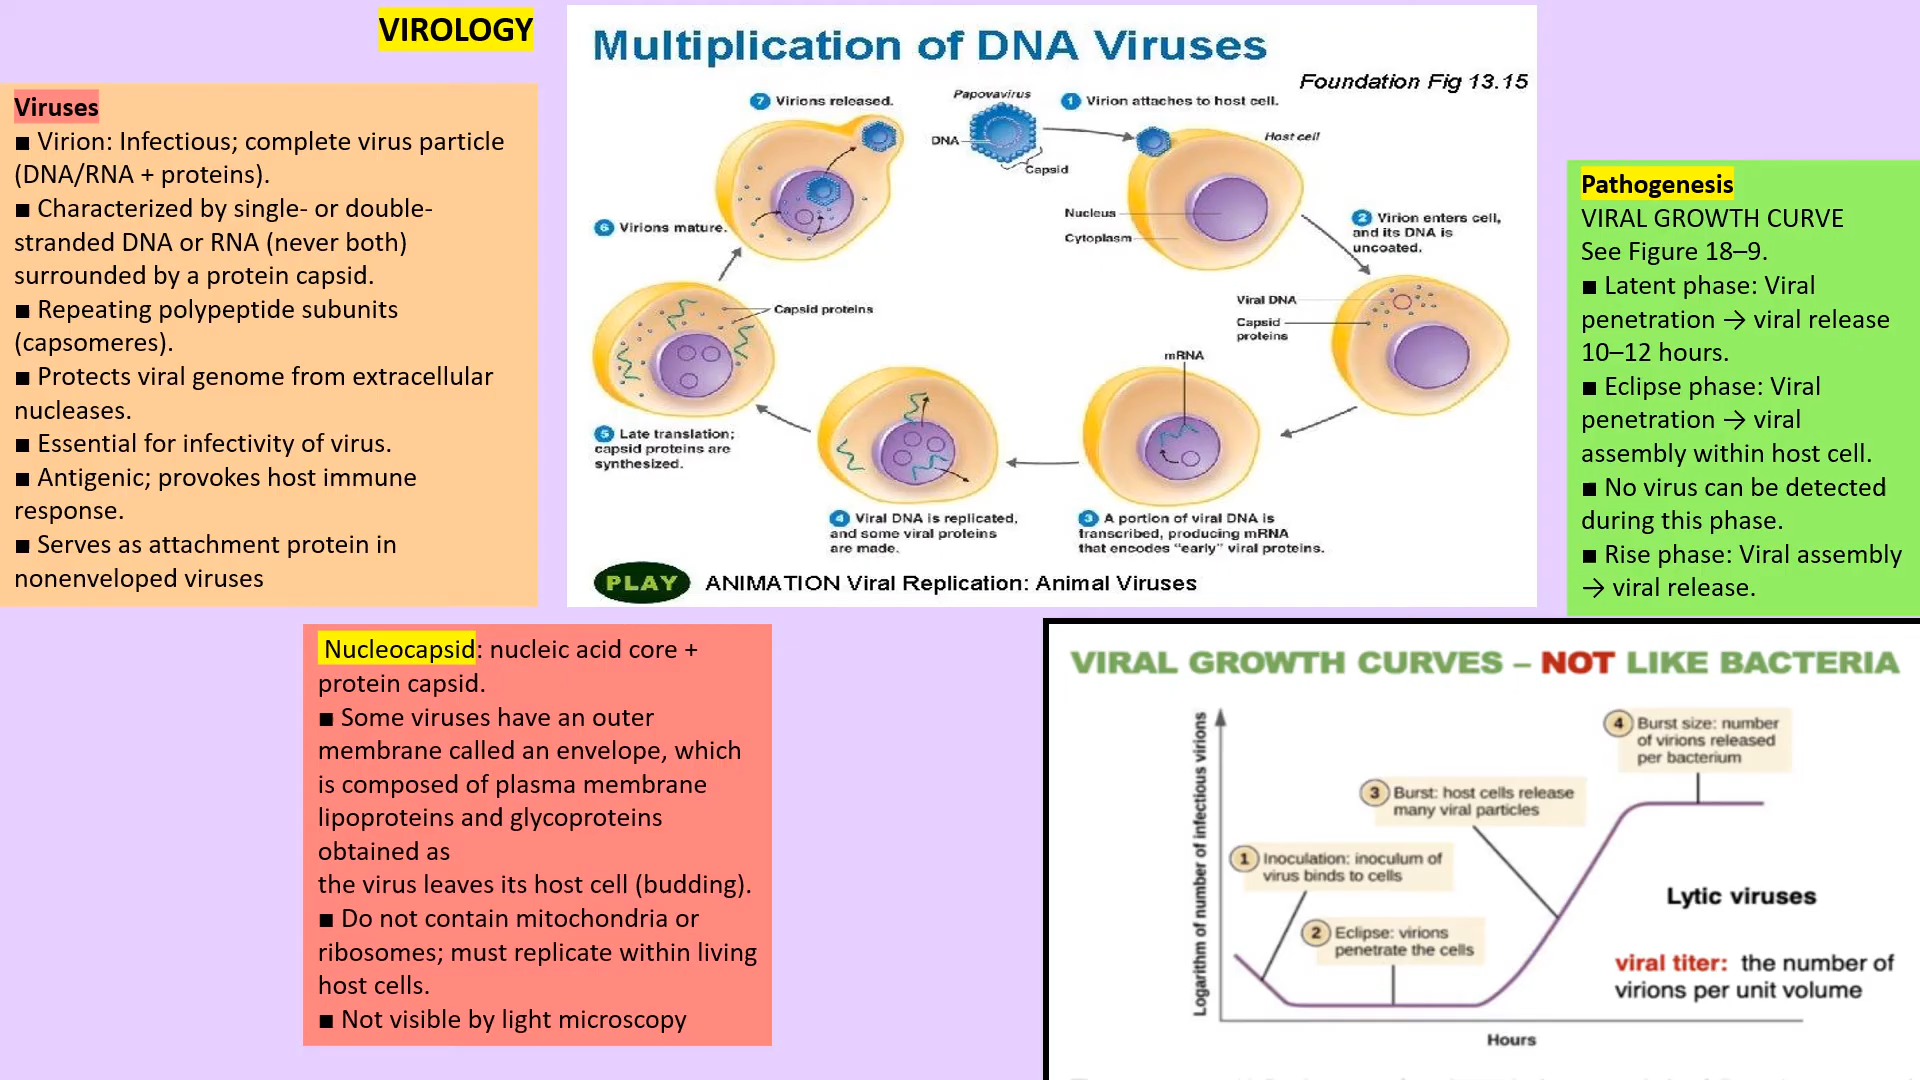 VIROLOGY
Viruses
■ Virion: Infectious; complete virus particle
(DNA/RNA + proteins).
■ Characterized by single- or double-
stranded DNA or RNA (never both)
surrounded by a protein capsid.
■ Repeating polypeptide subunits
(capsomeres).
■ Protects viral genome from extracellular
nucleases.
■ Essential for infectivity of virus.
■ Antigenic; provokes host immune
response.
■ Serves as attachment protein in
nonenveloped viruses
Multiplication of DNA Viruses
Foundation Fig 13.15
Papovavirus
DNA
Capsid
1 Virion attaches to host cell.
Host cell
Nucleus
Cytoplasm
2 Virion enters cell,
and its DNA is
uncoated.
Viral DNA
Capsid
proteins
mRNA
3 A portion of viral DNA is
transcribed, producing mRNA
that encodes “early” viral proteins.
4 Viral DNA is replicated,
and some viral proteins
are made.
5 Late translation;
capsid proteins are
synthesized.
Capsid proteins
6 Virions mature.
7 Virions released.
PLAY ANIMATION Viral Replication: Animal Viruses
Pathogenesis
VIRAL GROWTH CURVE
See Figure 18–9.
■ Latent phase: Viral
penetration → viral release
10–12 hours.
■ Eclipse phase: Viral
penetration → viral
assembly within host cell.
■ No virus can be detected
during this phase.
■ Rise phase: Viral assembly
→ viral release.
Nucleocapsid: nucleic acid core +
protein capsid.
■ Some viruses have an outer
membrane called an envelope, which
is composed of plasma membrane
lipoproteins and glycoproteins
obtained as
the virus leaves its host cell (budding).
■ Do not contain mitochondria or
ribosomes; must replicate within living
host cells.
■ Not visible by light microscopy
VIRAL GROWTH CURVES – NOT LIKE BACTERIA
Logarithm of number of infectious virions
1 Inoculation: inoculum of
virus binds to cells
2 Eclipse: virions
penetrate the cells
3 Burst: host cells release
many viral particles
4 Burst size: number
of virions released
per bacterium
Lytic viruses
viral titer: the number of
virions per unit volume
Hours